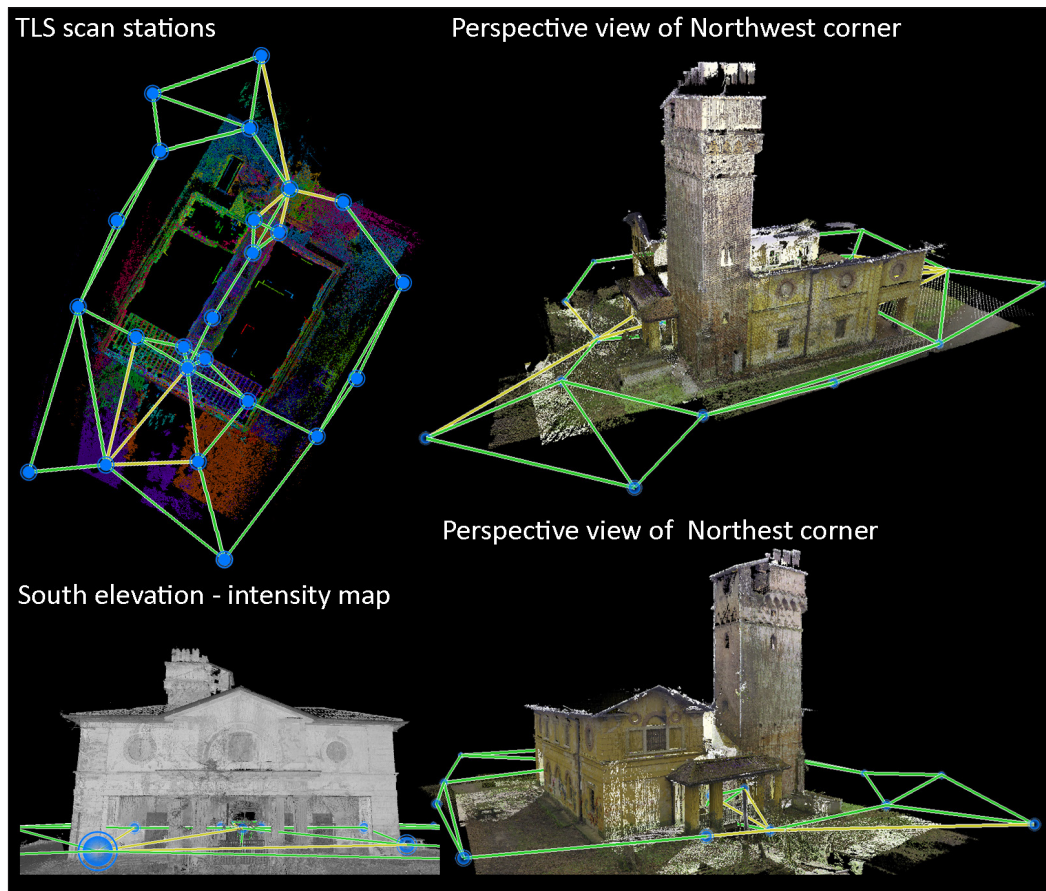 TLS scan stations
Perspective view of Northwest corner
Perspective view of  Northest corner
South elevation - intensity map